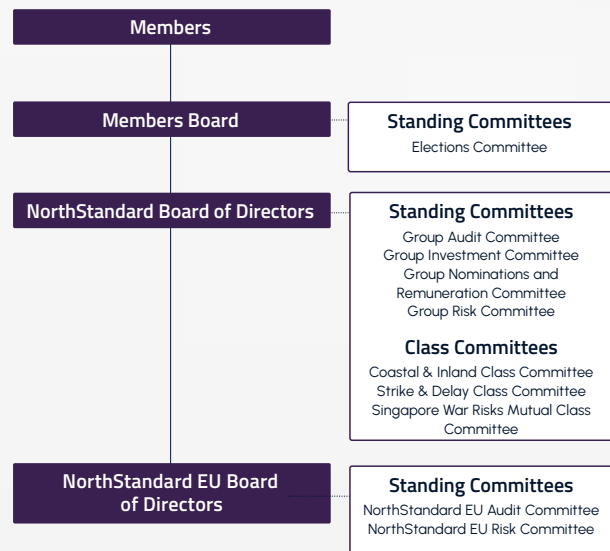 Members
Members Board
Standing Committees
Elections Committee
NorthStandard Board of Directors
Standing Committees
Group Audit Committee
Group Investment Committee
Group Nominations and
Remuneration Committee
Group Risk Committee
Class Committees
Coastal & Inland Class Committee
Strike & Delay Class Committee
Singapore War Risks Mutual Class
Committee
NorthStandard EU Board
of Directors
Standing Committees
NorthStandard EU Audit Committee
NorthStandard EU Risk Committee